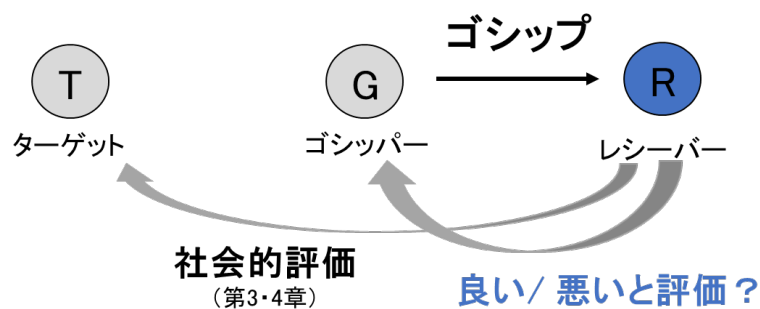 ゴシップ
T
G
R
ターゲット
ゴシッパー
レシーバー
社会的評価
（第3・4章）
良い/ 悪いと評価？